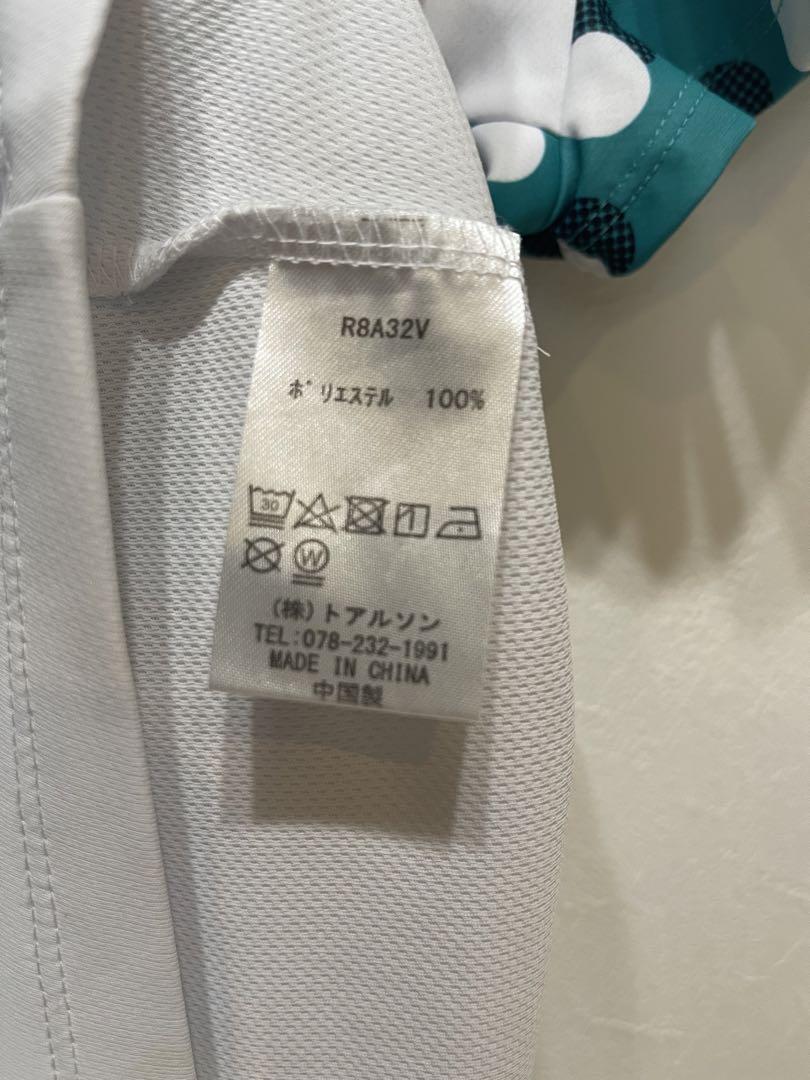 R8A32V
ポリエステル 100%
30
W
(株)トアルソン
TEL:078-232-1991
MADE IN CHINA
中国製